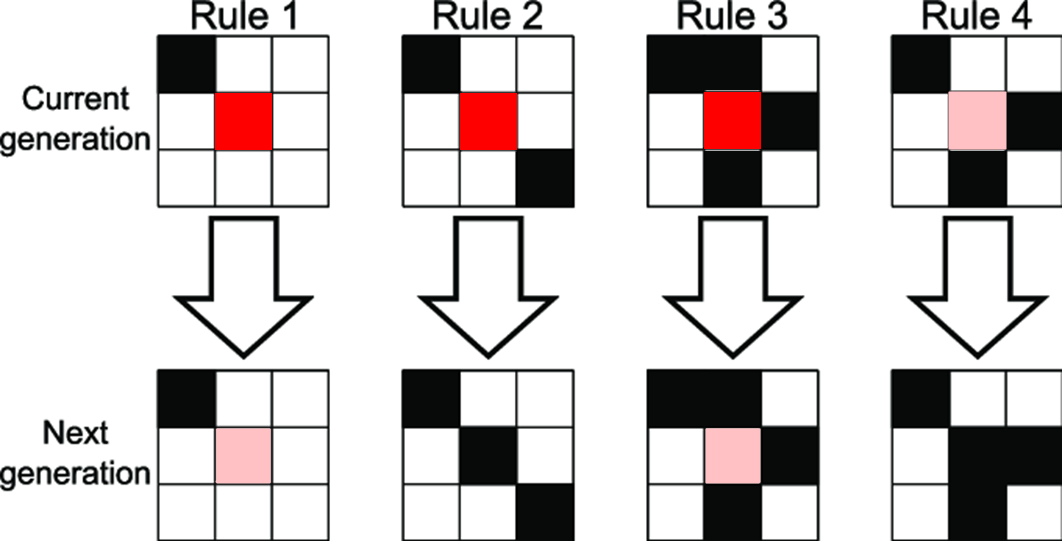 Rule 1
Rule 2
Rule 3
Rule 4
Current
generation
Next
generation